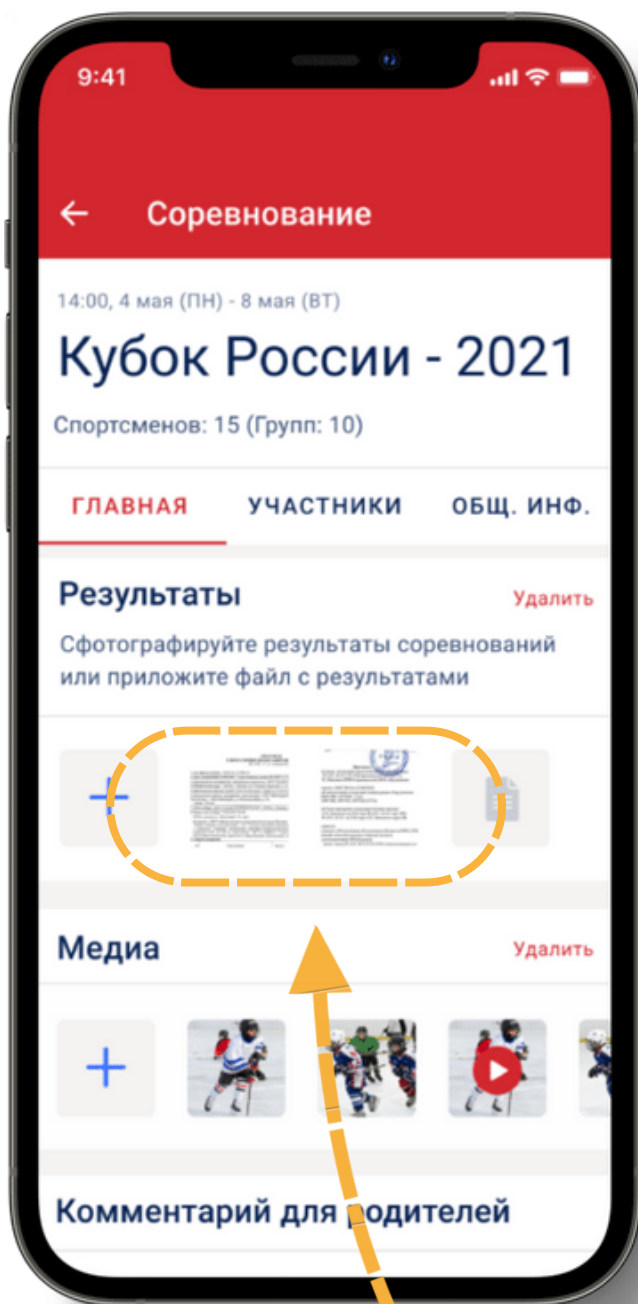 9:41
Соревнование
14:00, 4 мая (ПН) - 8 мая (ВТ)
Кубок России - 2021
Спортсменов: 15 (Групп: 10)
ГЛАВНАЯ УЧАСТНИКИ ОБЩ. ИНФ.
Результаты Удалить
Сфотографируйте результаты соревнований
или приложите файл с результатами
Медиа Удалить
Комментарий для родителей